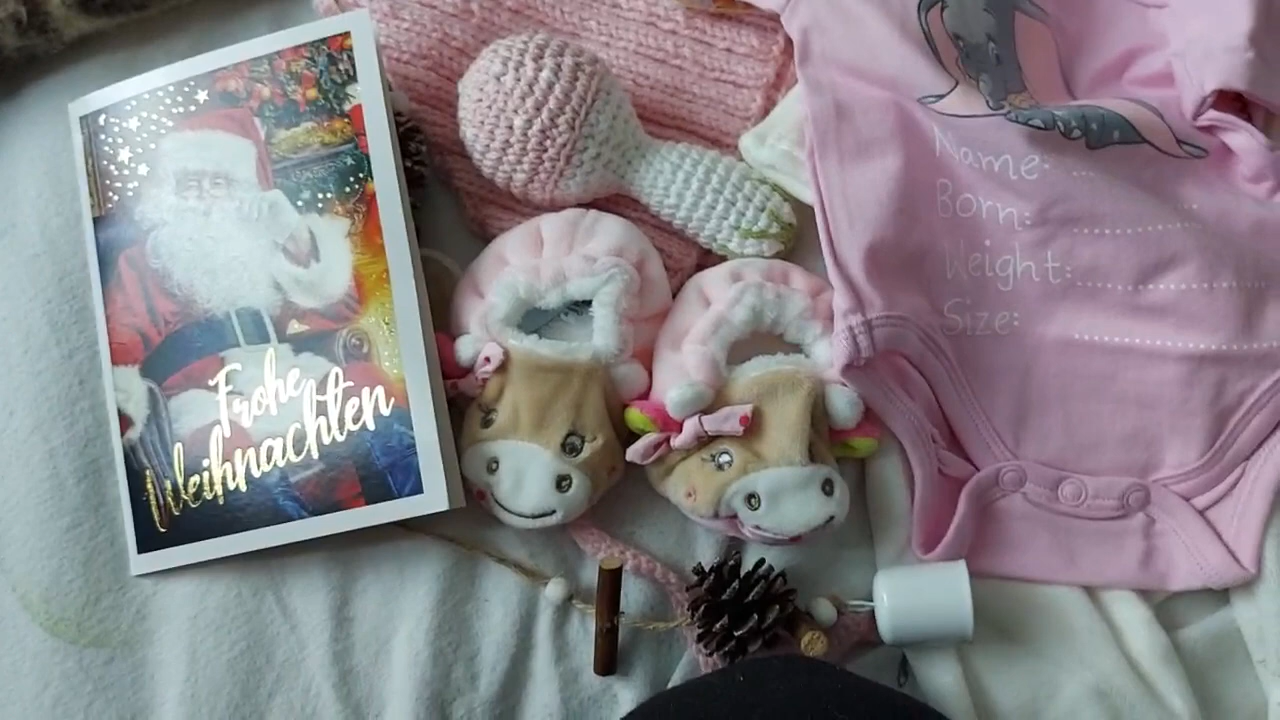 Frohe
Weihnachten
Name: ...
Born: ..........
Weight: ..........
Size: ..........